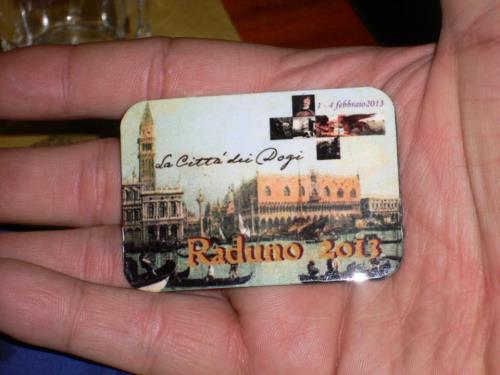 1 - 4 febbraio2013
La Città dei Dogi
Raduno 2013